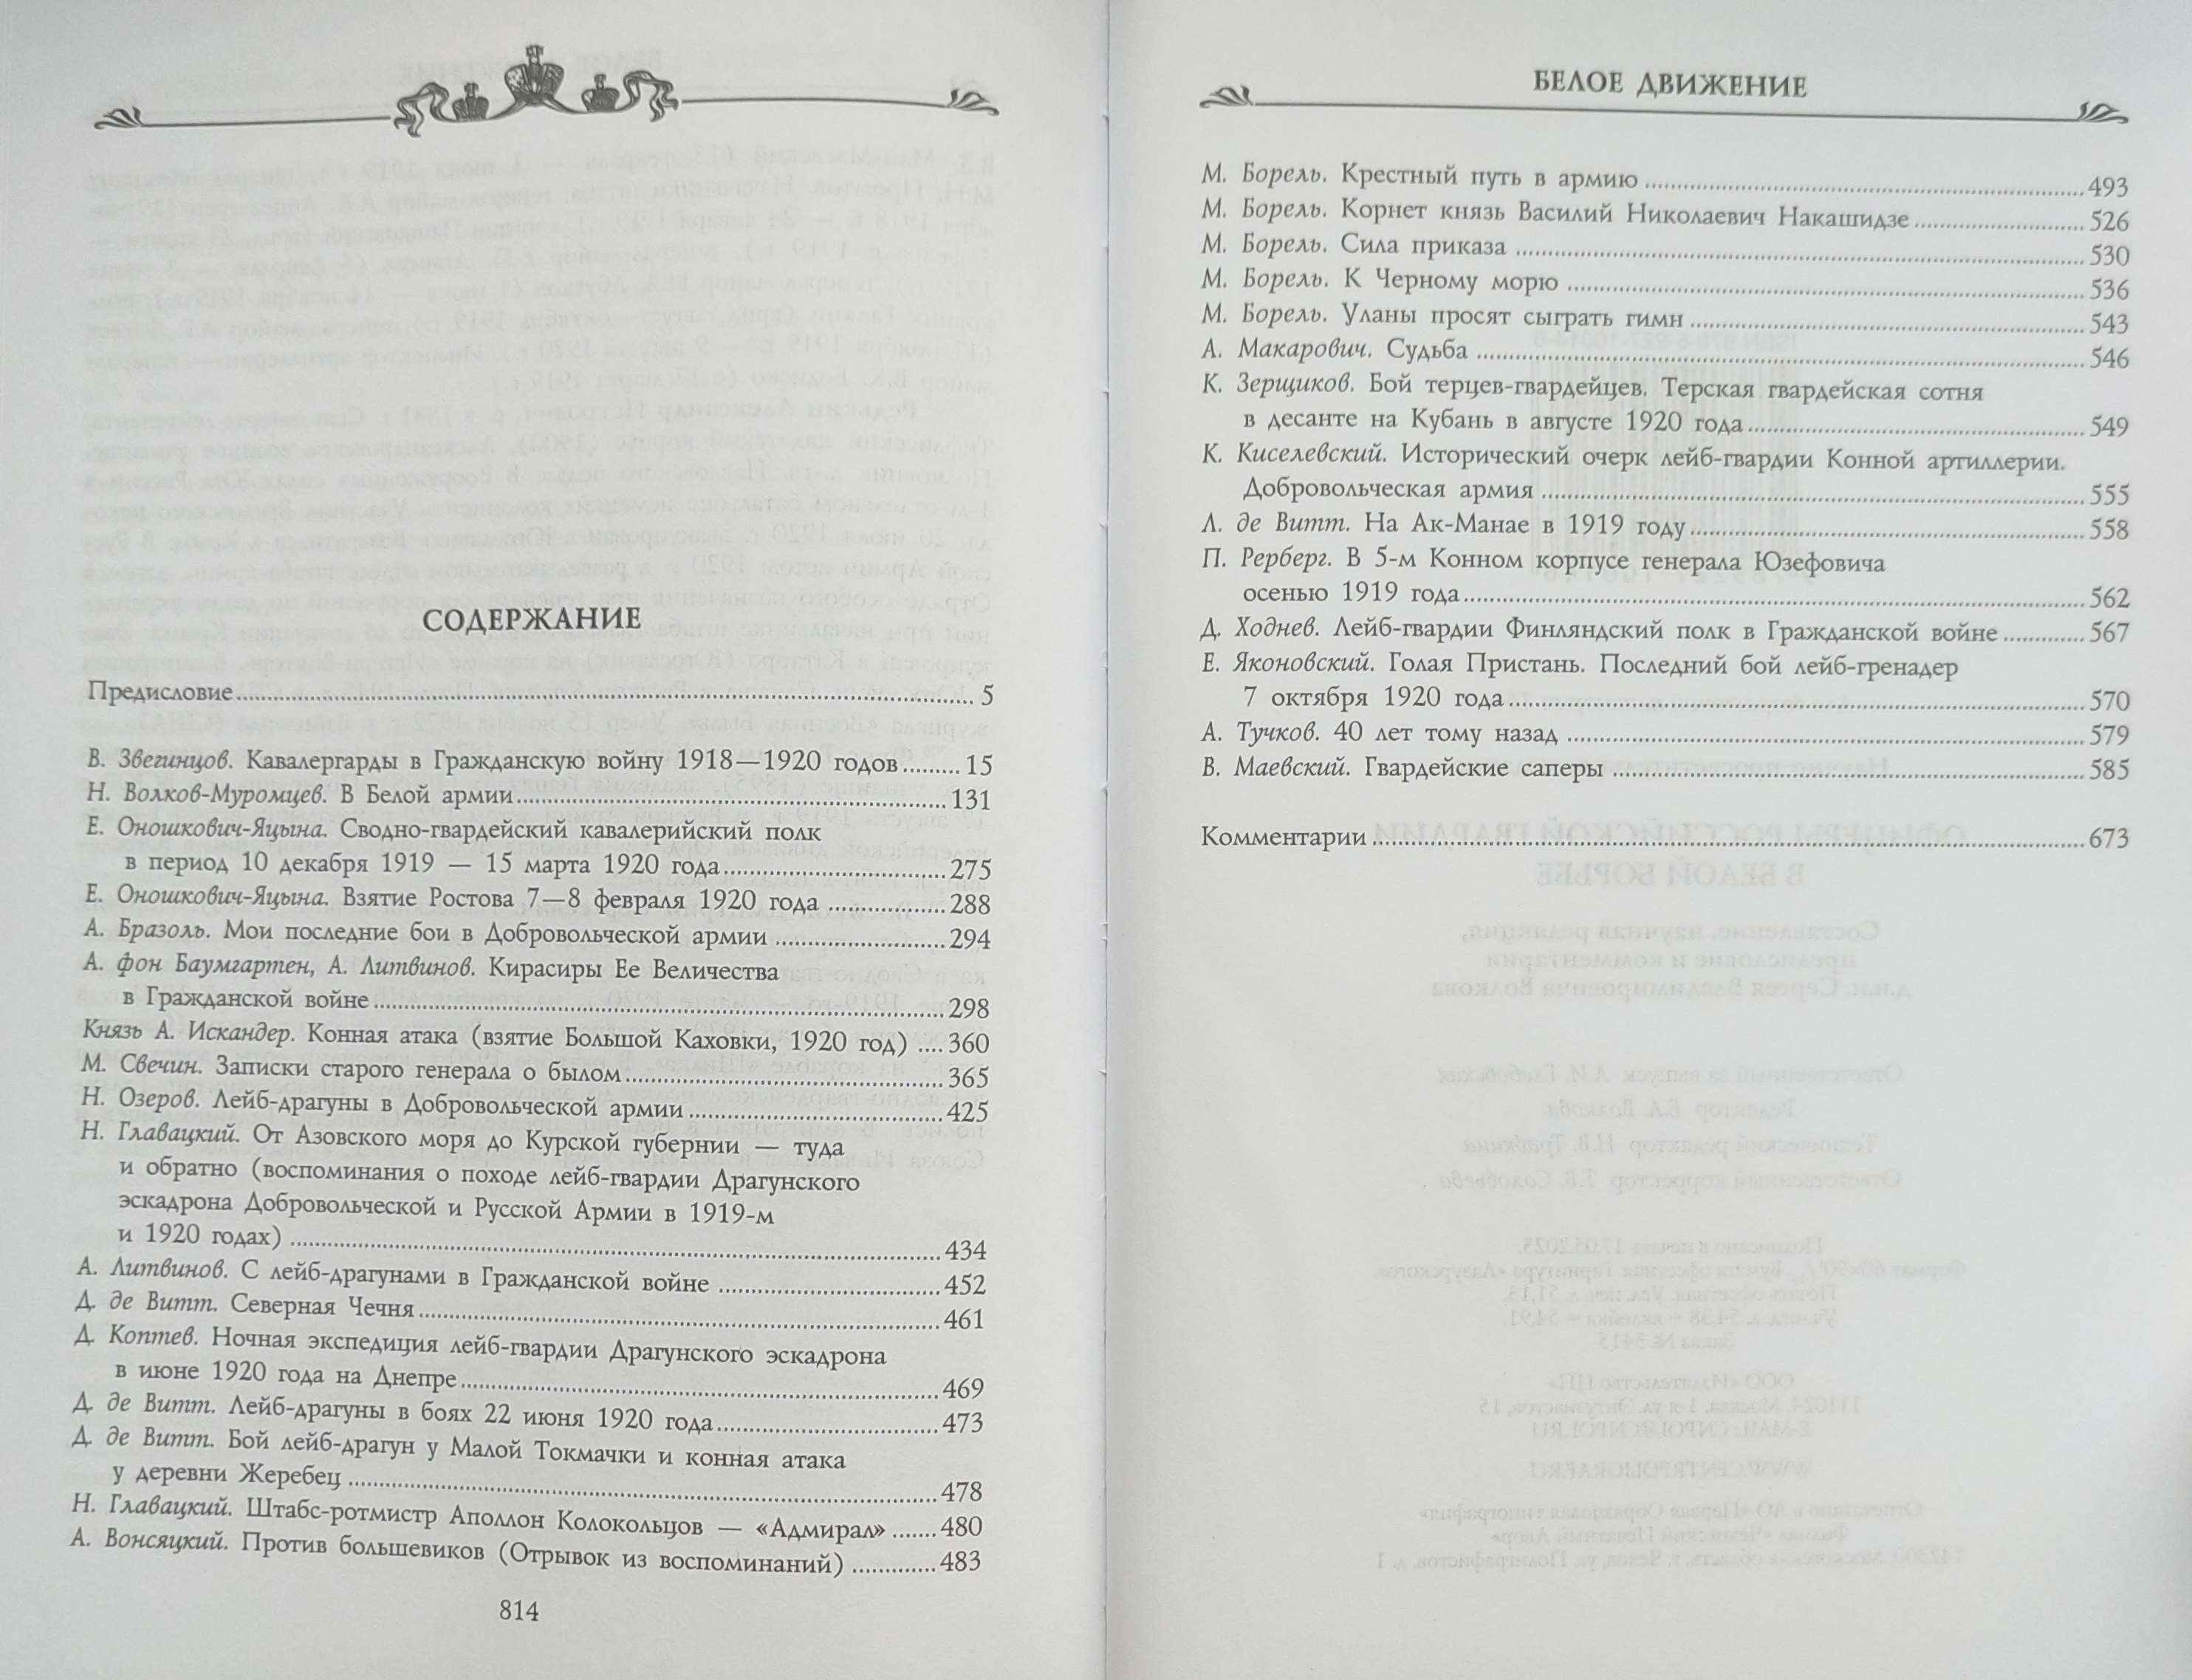 СОДЕРЖАНИЕ
Предисловие 5
В. Звегинцов. Кавалергарды в Гражданскую войну 1918—1920 годов 15
Н. Волков-Муромцев. В Белой армии 131
Е. Оношкович-Яцына. Сводно-гвардейский кавалерийский полк
в период 10 декабря 1919 — 15 марта 1920 года 275
Е. Оношкович-Яцына. Взятие Ростова 7—8 февраля 1920 года 288
А. Бразоль. Мои последние бои в Добровольческой армии 294
А. фон Баумгартен, А. Литвинов. Кирасиры Ее Величества
в Гражданской войне 298
Князь А. Искандер. Конная атака (взятие Большой Каховки, 1920 год) 360
М. Свечин. Записки старого генерала о былом 365
Н. Озеров. Лейб-драгуны в Добровольческой армии 425
Н. Главацкий. От Азовского моря до Курской губернии — туда
и обратно (воспоминания о походе лейб-гвардии Драгунского
эскадрона Добровольческой и Русской Армии в 1919-м
и 1920 годах) 434
А. Литвинов. С лейб-драгунами в Гражданской войне 452
Д. де Витт. Северная Чечня 461
Д. Коптев. Ночная экспедиция лейб-гвардии Драгунского эскадрона
в июне 1920 года на Днепре 469
Д. де Витт. Лейб-драгуны в боях 22 июня 1920 года 473
Д. де Витт. Бой лейб-драгун у Малой Токмачки и конная атака
у деревни Жеребец 478
Н. Главацкий. Штабс-ротмистр Аполлон Колокольцов — «Адмирал» 480
А. Вонсяцкий. Против большевиков (Отрывок из воспоминаний) 483
814
БЕЛОЕ ДВИЖЕНИЕ
М. Борель. Крестный путь в армию 493
М. Борель. Корнет князь Василий Николаевич Накашидзе 526
М. Борель. Сила приказа 530
М. Борель. К Черному морю 536
М. Борель. Уланы просят сыграть гимн 543
А. Макарович. Судьба 546
К. Зерщиков. Бой терцев-гвардейцев. Терская гвардейская сотня
в десанте на Кубань в августе 1920 года 549
К. Киселевский. Исторический очерк лейб-гвардии Конной артиллерии.
Добровольческая армия 555
Л. де Витт. На Ак-Манае в 1919 году 558
П. Рерберг. В 5-м Конном корпусе генерала Юзефовича
осенью 1919 года 562
Д. Ходнев. Лейб-гвардии Финляндский полк в Гражданской войне 567
Е. Яконовский. Голая Пристань. Последний бой лейб-гренадер
7 октября 1920 года 570
А. Тучков. 40 лет тому назад 579
В. Маевский. Гвардейские саперы 585
Комментарии 673